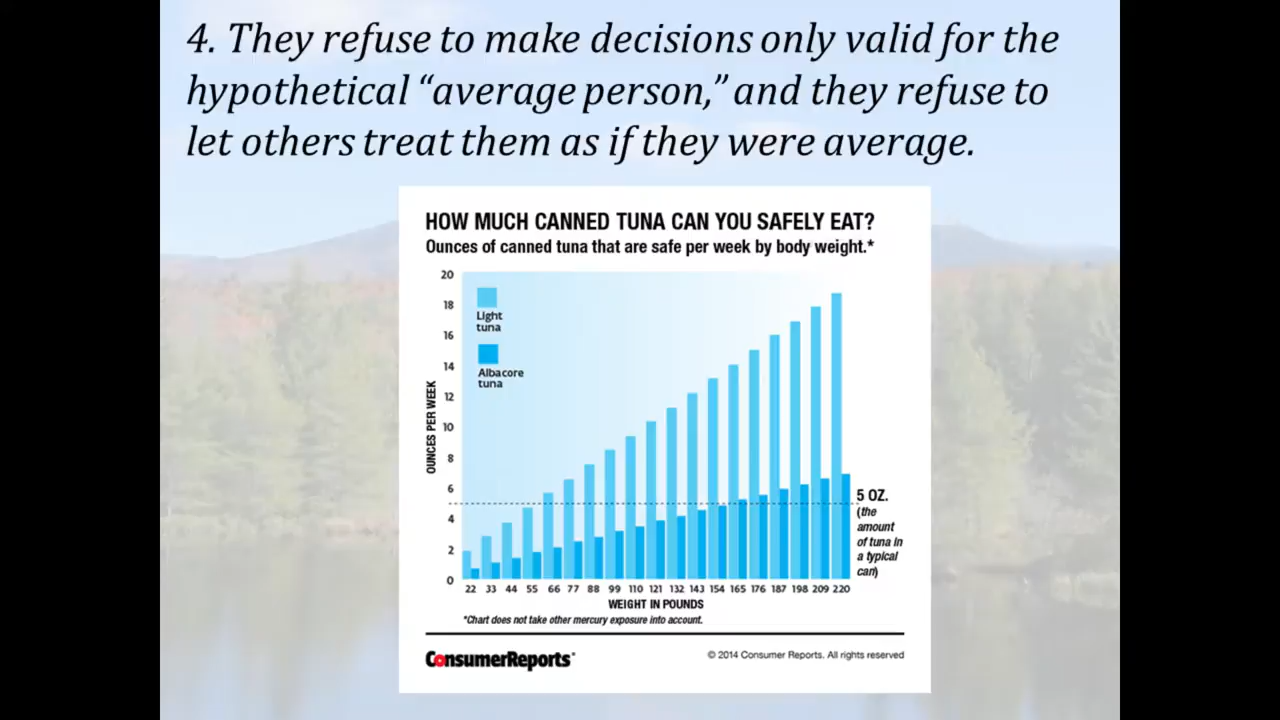 4. They refuse to make decisions only valid for the
hypothetical “average person,” and they refuse to
let others treat them as if they were average.
HOW MUCH CANNED TUNA CAN YOU SAFELY EAT?
Ounces of canned tuna that are safe per week by body weight.*
20
18
16
14
12
10
8
6
4
2
0
OUNCES PER WEEK
Light
tuna
Albacore
tuna
5 OZ.
(the
amount
of tuna in
a typical
can)
22 33 44 55 66 77 88 99 110 121 132 143 154 165 176 187 198 209 220
WEIGHT IN POUNDS
*Chart does not take other mercury exposure into account.
ConsumerReports®
© 2014 Consumer Reports. All rights reserved